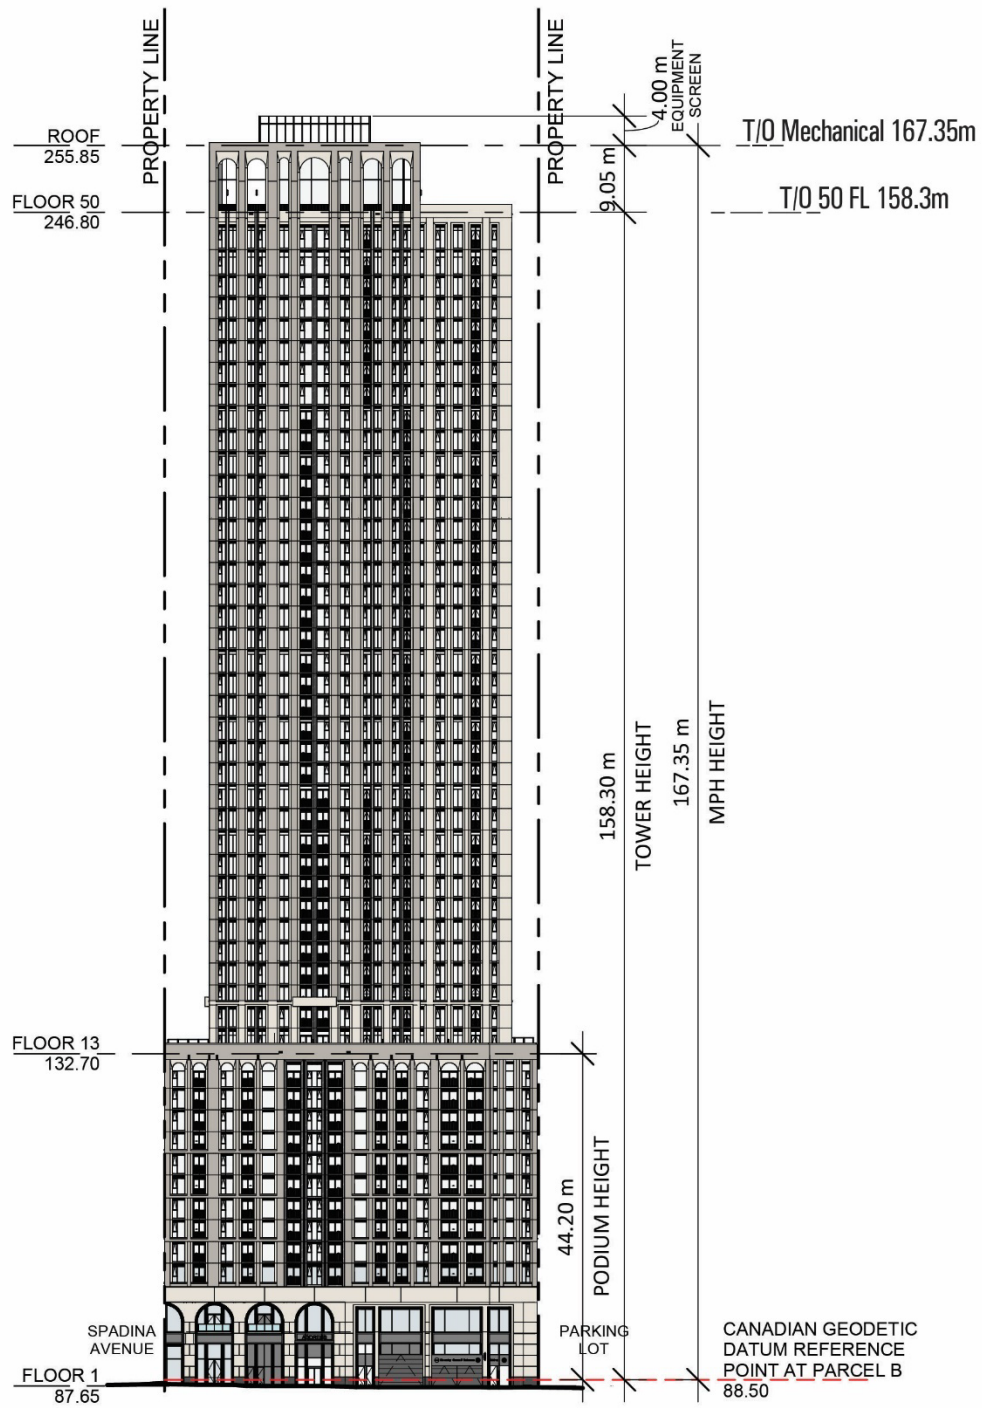 PROPERTY LINE
PROPERTY LINE
4.00 m
EQUIPMENT
SCREEN
ROOF
255.85
T/O Mechanical 167.35m
9.05 m
FLOOR 50
246.80
T/O 50 FL 158.3m
158.30 m
TOWER HEIGHT
167.35 m
MPH HEIGHT
FLOOR 13
132.70
44.20 m
PODIUM HEIGHT
SPADINA
AVENUE
PARKING
LOT
CANADIAN GEODETIC
DATUM REFERENCE
POINT AT PARCEL B
88.50
FLOOR 1
87.65